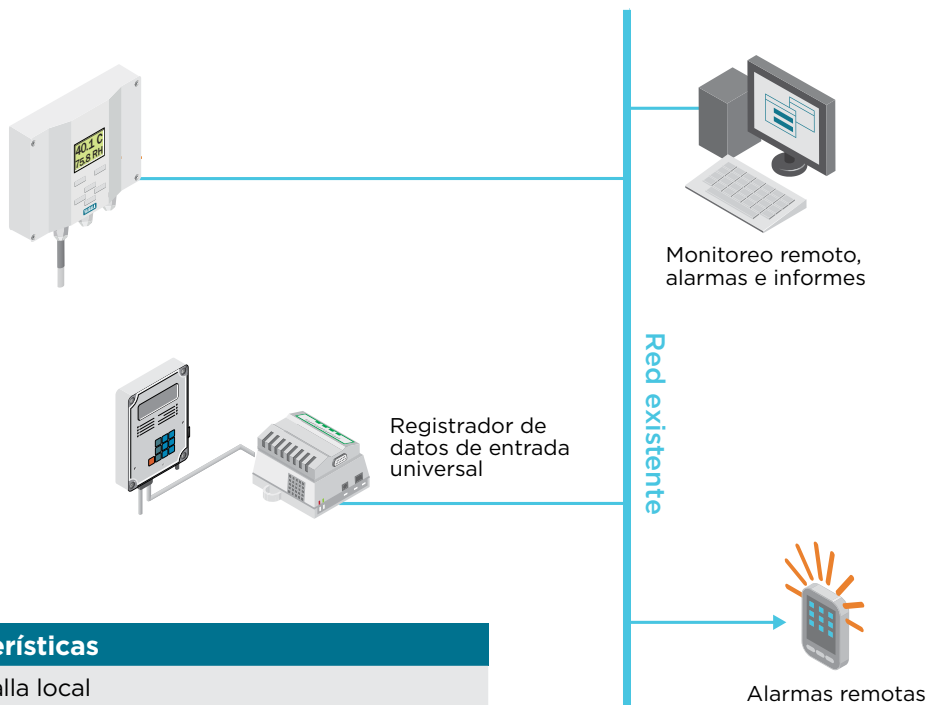 40.1 C
75.8 RH
Monitoreo remoto,
alarmas e informes
Red existente
Registrador de
datos de entrada
universal
erísticas
alla local
Alarmas remotas